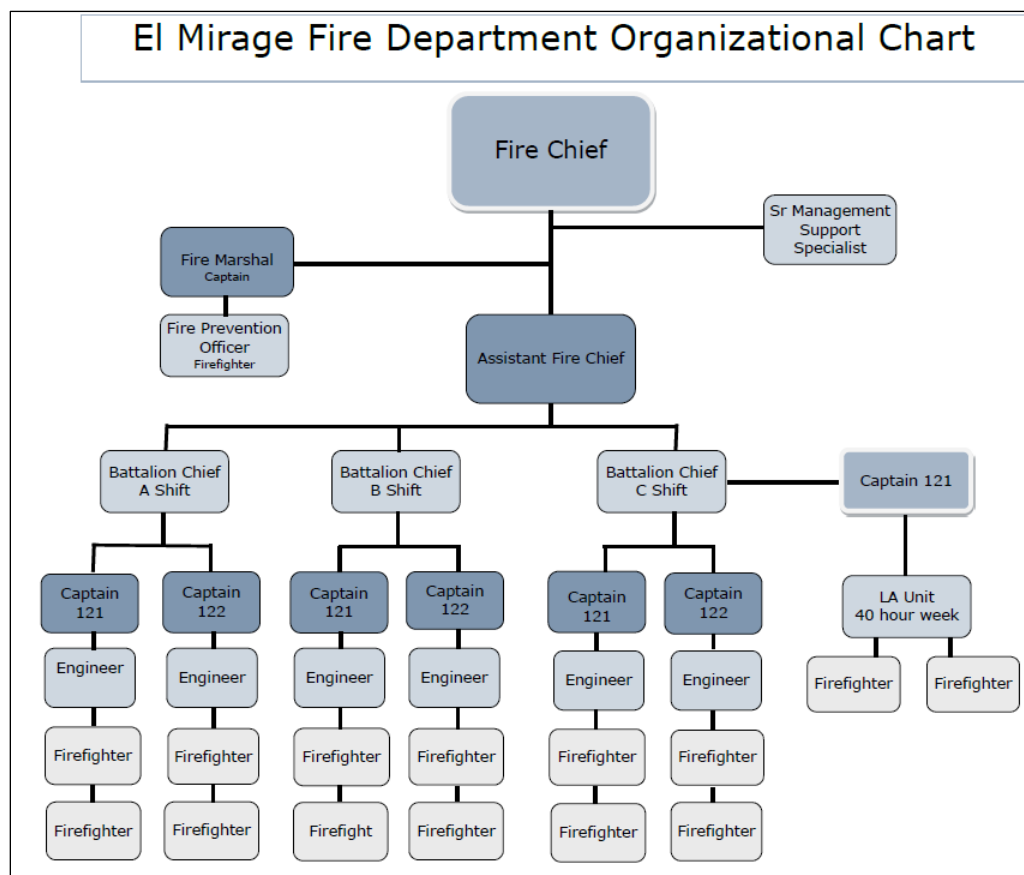 El Mirage Fire Department Organizational Chart
Fire Chief
Sr Management
Support
Specialist
Fire Marshal
Captain
Fire Prevention
Officer
Firefighter
Assistant Fire Chief
Battalion Chief
A Shift
Battalion Chief
B Shift
Battalion Chief
C Shift
Captain 121
Captain
121
Captain
122
Captain
121
Captain
122
Captain
121
Captain
122
LA Unit
40 hour week
Engineer
Engineer
Engineer
Engineer
Engineer
Engineer
Firefighter
Firefighter
Firefighter
Firefighter
Firefighter
Firefighter
Firefighter
Firefighter
Firefighter
Firefighter
Firefight
Firefighter
Firefighter
Firefighter